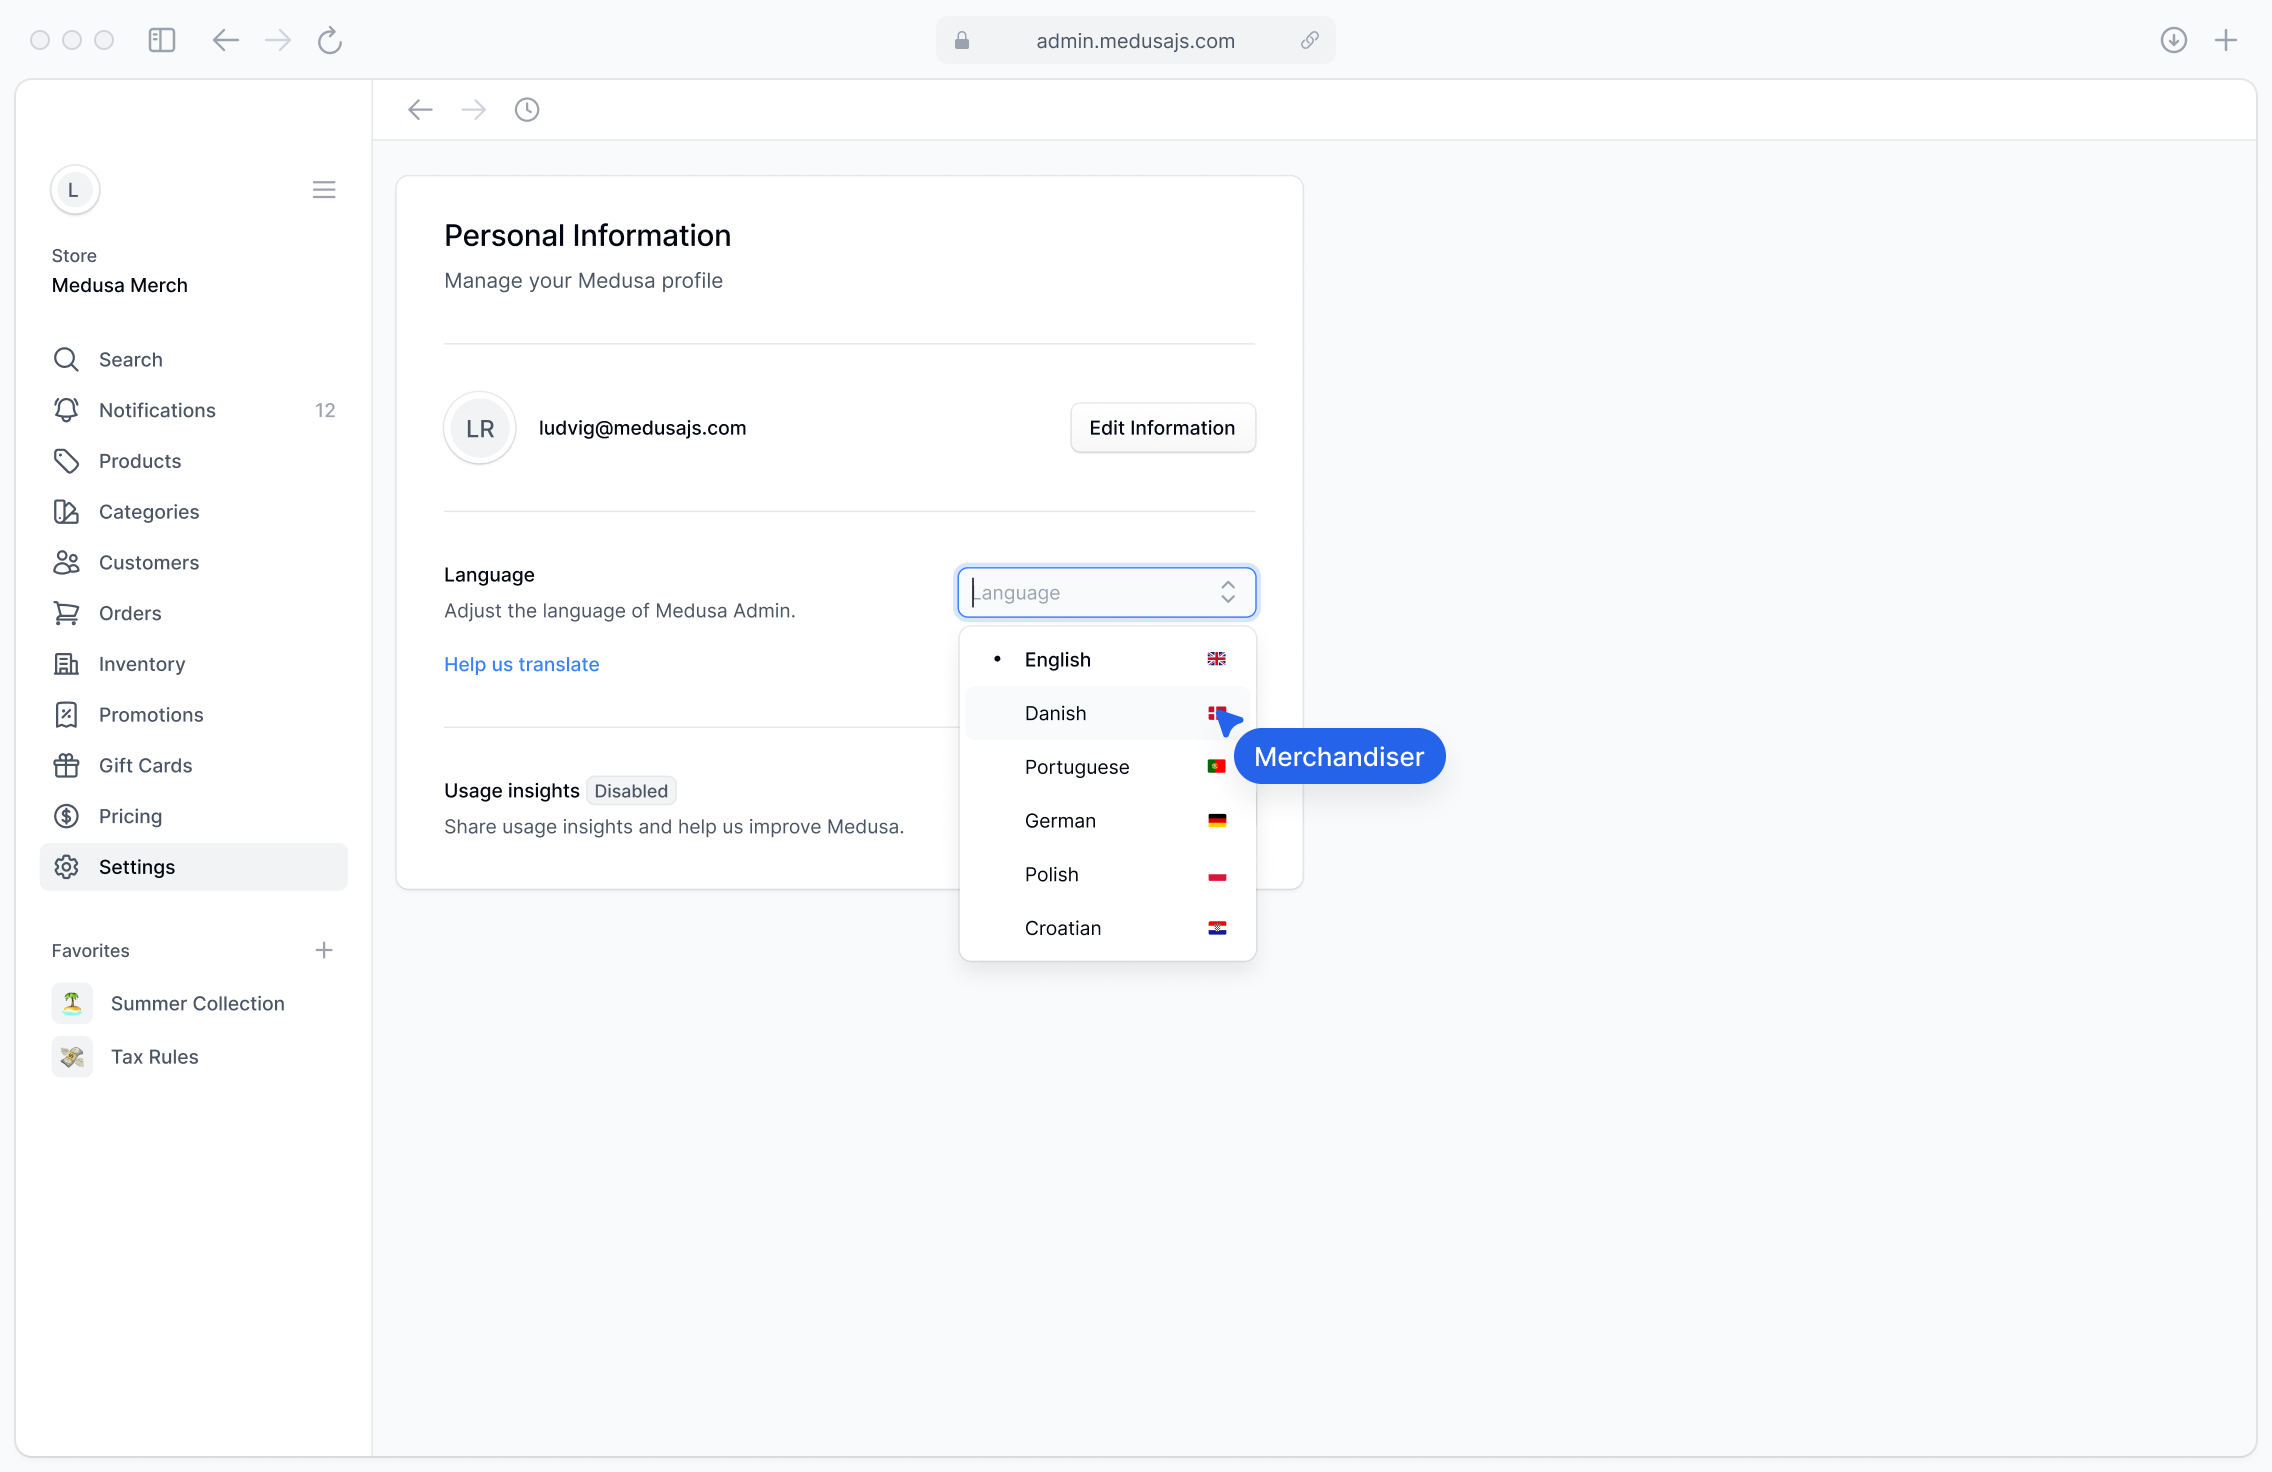 admin.medusajs.com
L
Store
Medusa Merch
Search
Notifications 12
Products
Categories
Customers
Orders
Inventory
Promotions
Gift Cards
Pricing
Settings
Favorites
Summer Collection
Tax Rules
Personal Information
Manage your Medusa profile
LR ludvig@medusajs.com Edit Information
Language
Adjust the language of Medusa Admin.
Help us translate
Usage insights Disabled
Share usage insights and help us improve Medusa.
Language
English
Danish
Portuguese
German
Polish
Croatian
Merchandiser